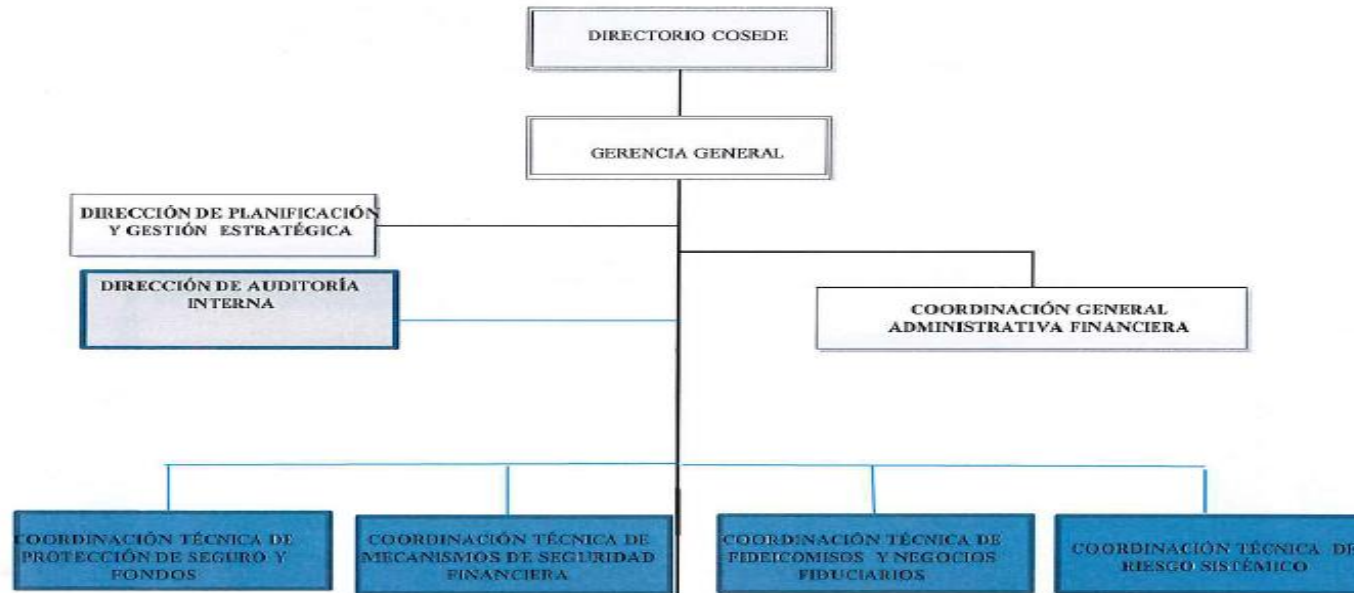 DIRECTORIO COSEDE
GERENCIA GENERAL
DIRECCIÓN DE PLANIFICACIÓN
Y GESTIÓN ESTRATÉGICA
DIRECCIÓN DE AUDITORÍA
INTERNA
COORDINACIÓN GENERAL
ADMINISTRATIVA FINANCIERA
COORDINACIÓN TÉCNICA DE
PROTECCIÓN DE SEGURO Y
FONDOS
COORDINACIÓN TÉCNICA DE
MECANISMOS DE SEGURIDAD
FINANCIERA
COORDINACIÓN TÉCNICA DE
FIDEICOMISOS Y NEGOCIOS
FIDUCIARIOS
COORDINACIÓN TÉCNICA DE
RIESGO SISTÉMICO